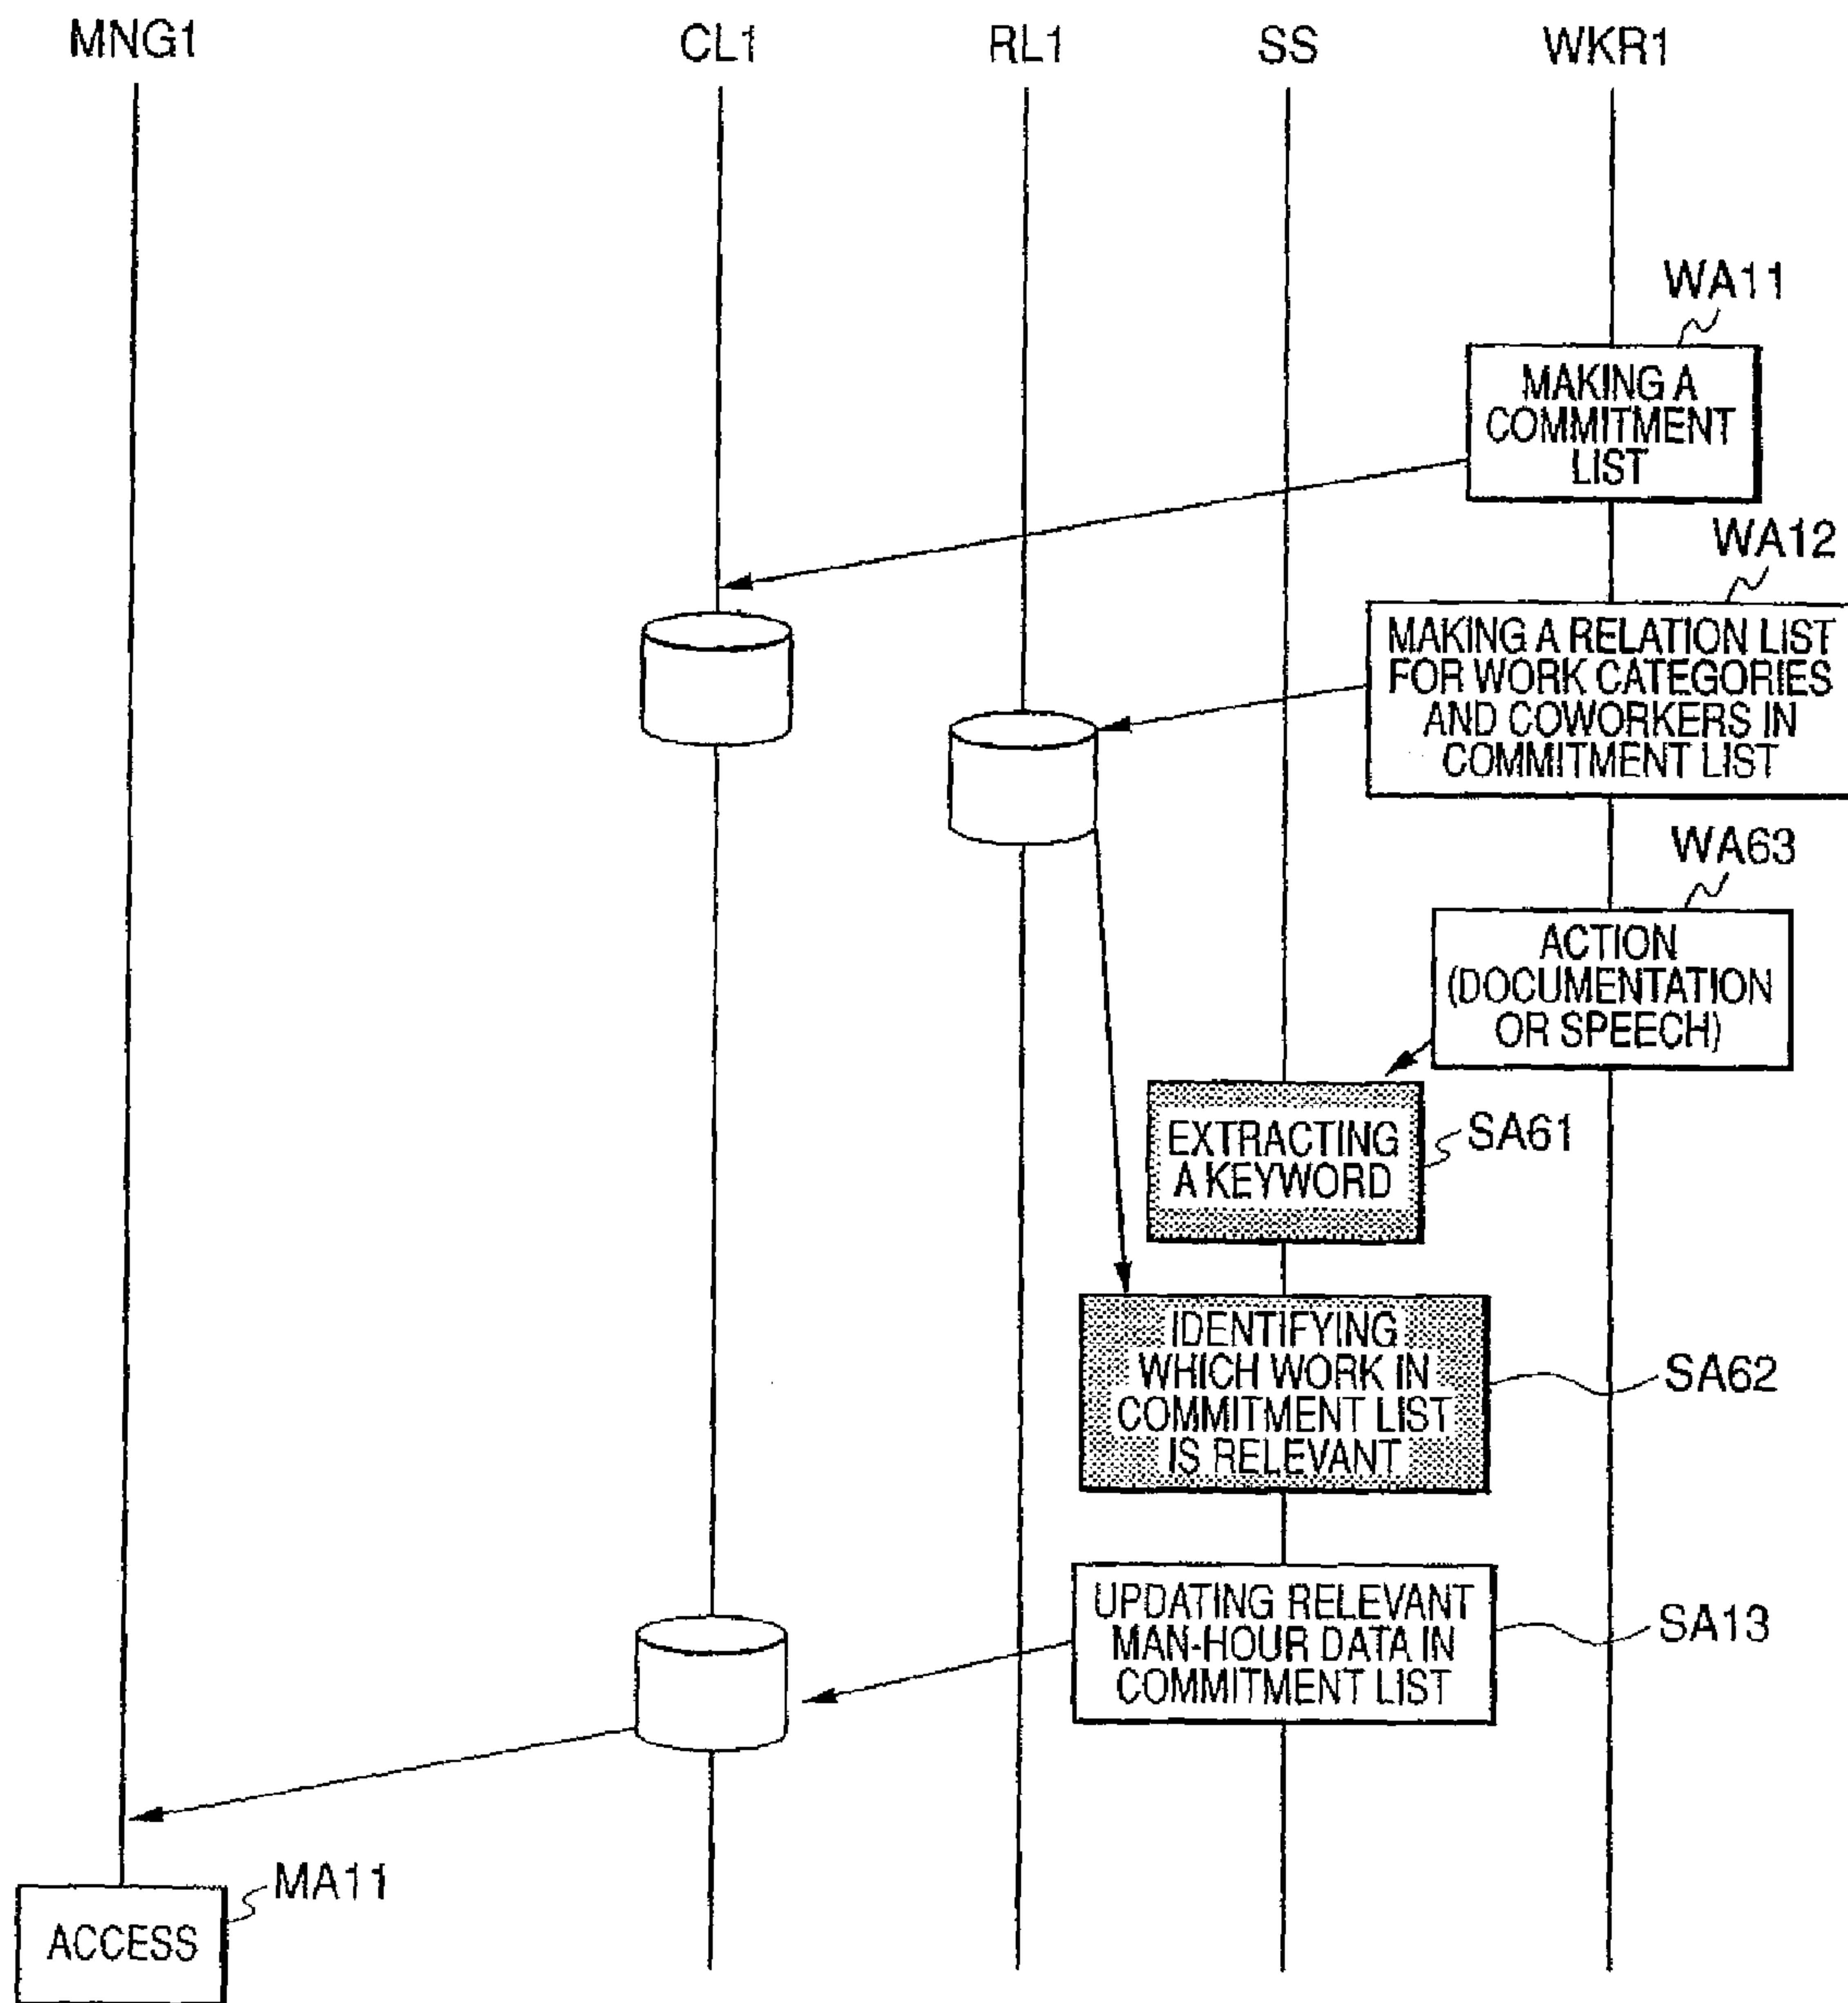 MNG1
CL1
RL1
SS
WKR1
WA11
MAKING A
COMMITMENT
LIST
WA12
MAKING A RELATION LIST
FOR WORK CATEGORIES
AND COWORKERS IN
COMMITMENT LIST
WA63
ACTION
(DOCUMENTATION
OR SPEECH)
EXTRACTING
A KEYWORD
SA61
IDENTIFYING
WHICH WORK IN
COMMITMENT LIST
IS RELEVANT
SA62
UPDATING RELEVANT
MAN-HOUR DATA IN
COMMITMENT LIST
SA13
MA11
ACCESS